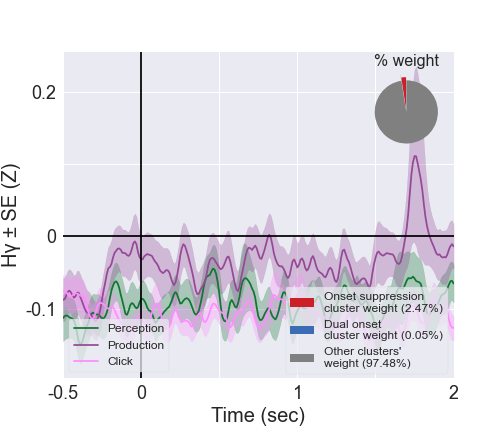 % weight
0.2
0
-0.1
Hγ ± SE (Z)
Perception
Production
Click
Onset suppression
cluster weight (2.47%)
Dual onset
cluster weight (0.05%)
Other clusters'
weight (97.48%)
-0.5 0 1 2
Time (sec)